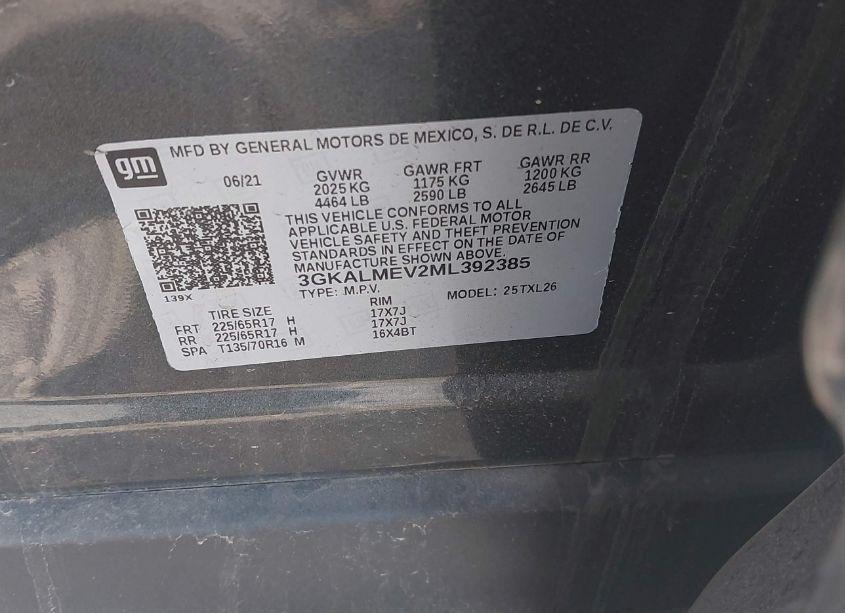 gm
MFD BY GENERAL MOTORS DE MEXICO, S. DE R.L. DE C.V.
06/21
GVWR GAWR FRT GAWR RR
2025 KG 1175 KG 1200 KG
4464 LB 2590 LB 2645 LB
THIS VEHICLE CONFORMS TO ALL
APPLICABLE U.S. FEDERAL MOTOR
VEHICLE SAFETY AND THEFT PREVENTION
STANDARDS IN EFFECT ON THE DATE OF
MANUFACTURE SHOWN ABOVE.
3GKALMEV2ML392385
139X
TYPE: .M.P.V. MODEL: 25TXL26
TIRE SIZE RIM
FRT 225/65R17 H 17X7J
RR 225/65R17 H 17X7J
SPA T135/70R16 M 16X4BT